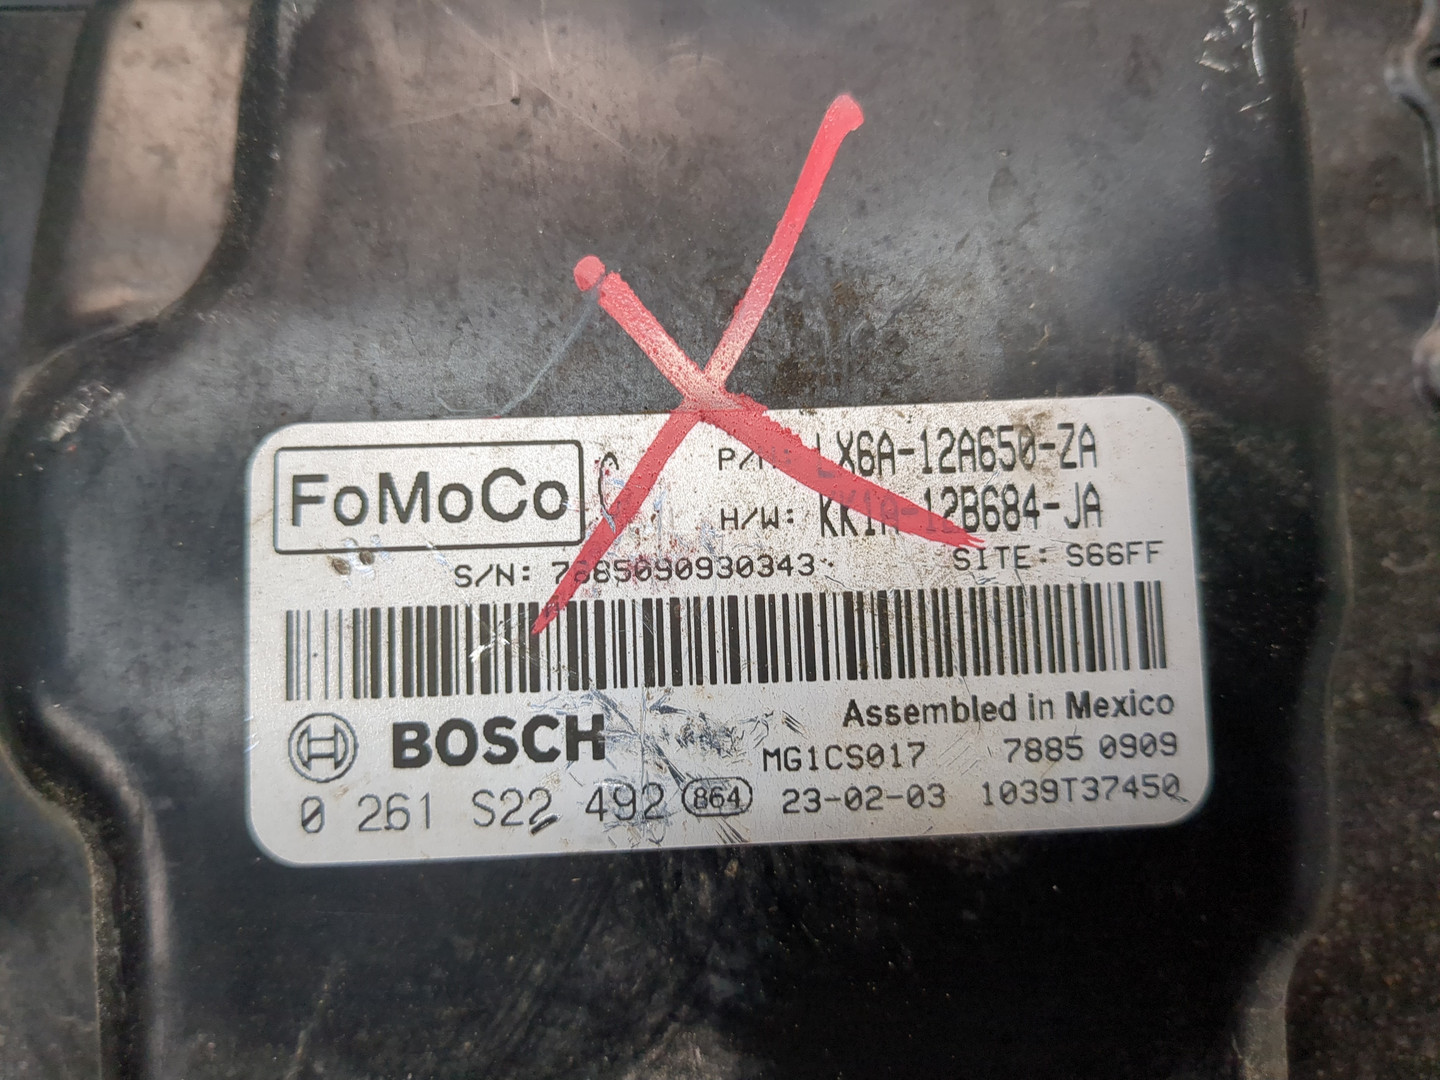 FoMoCo
P/N: LX6A-12A650-ZA
H/W: KK1A-12B684-JA
S/N: 7885090930343
SITE: S66FF
Assembled in Mexico
BOSCH
MG1CS017 7885 0909
0 261 S22 492 864 23-02-03 1039T37450